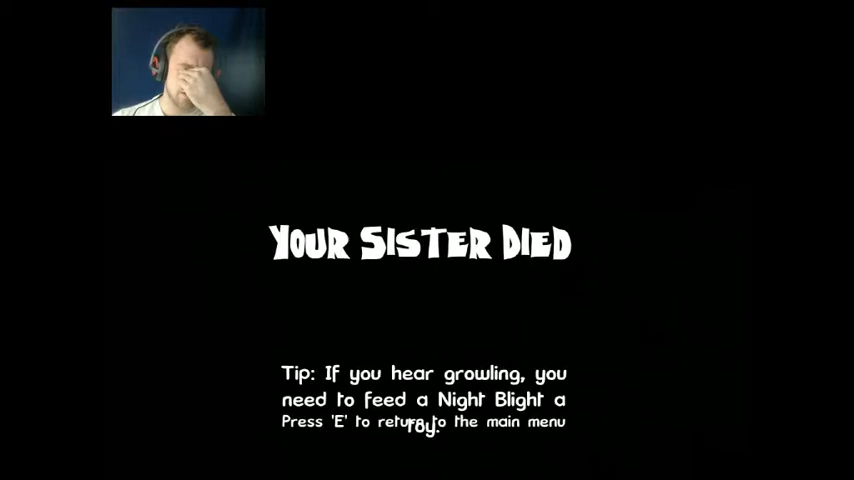 YOUR SISTER DIED
Tip: If you hear growling, you
need to feed a Night Blight a
toy.
Press 'E' to return to the main menu